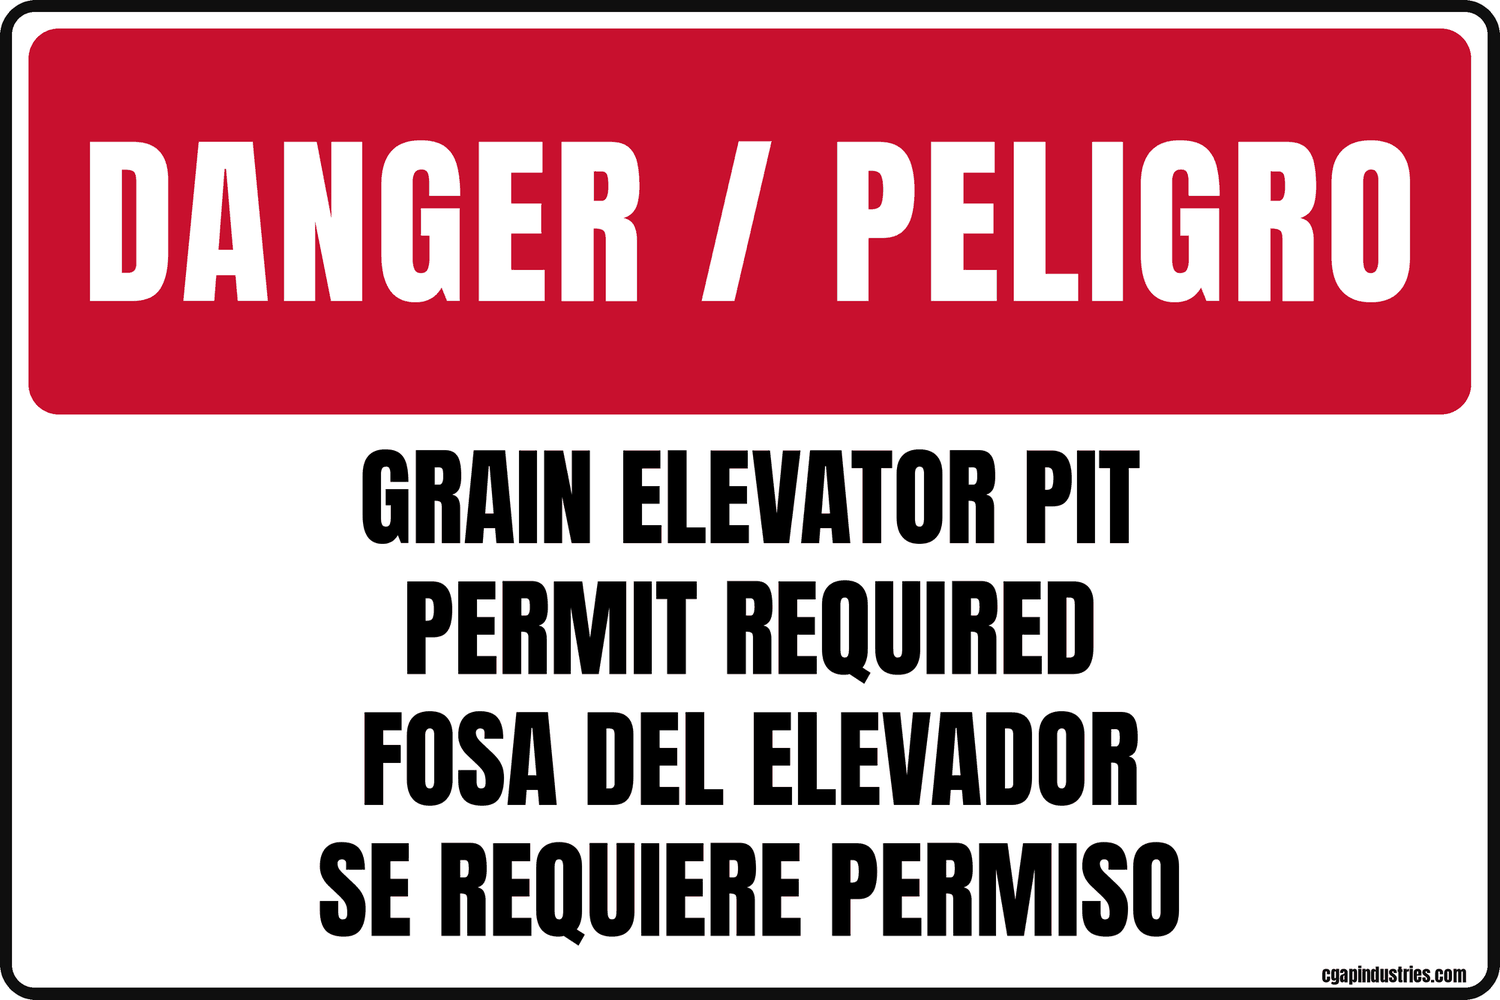 DANGER / PELIGRO
GRAIN ELEVATOR PIT
PERMIT REQUIRED
FOSA DEL ELEVADOR
SE REQUIERE PERMISO
cgapindustries.com